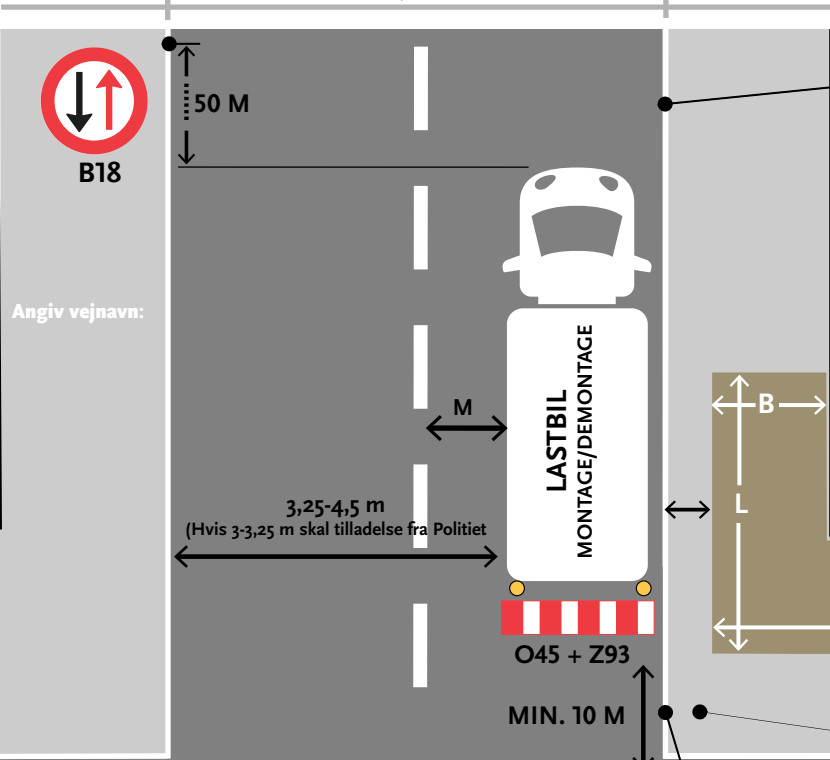 50 M
B18
Angiv vejnavn:
LASTBIL
MONTAGE/DEMONTAGE
B
M
L
3,25-4,5 m
(Hvis 3-3,25 m skal tilladelse fra Politiet
O45 + Z93
MIN. 10 M